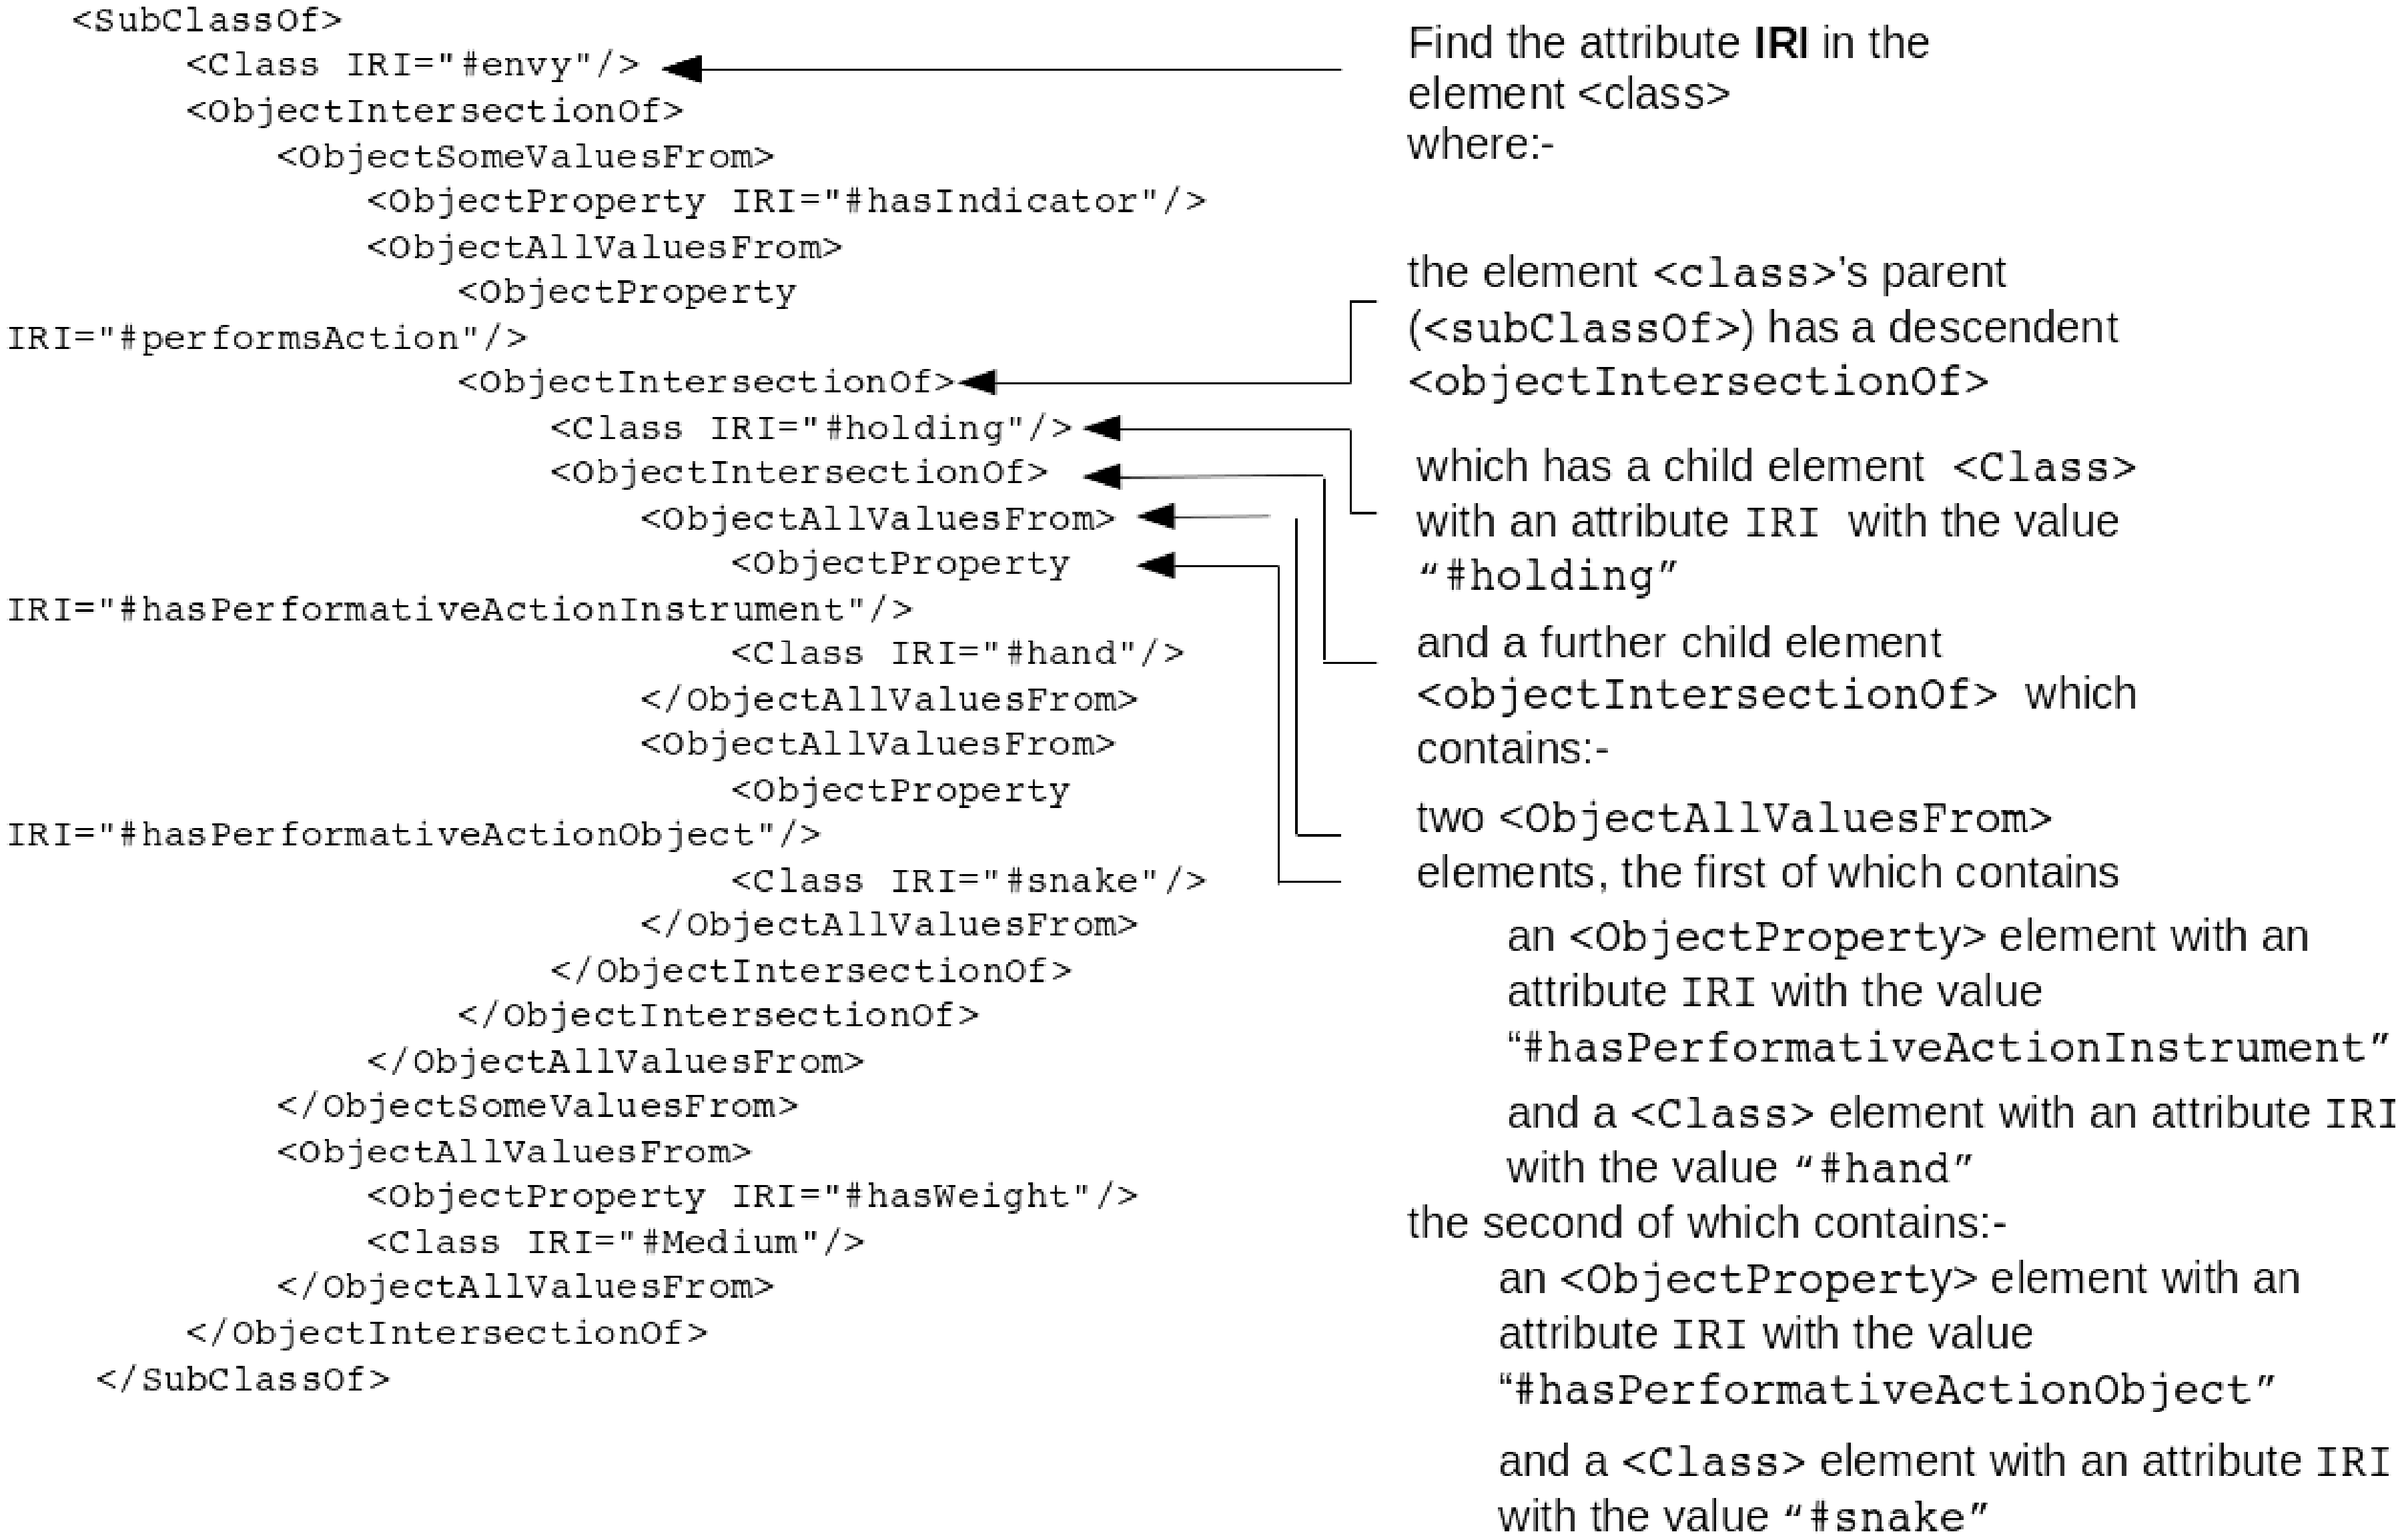 <SubClassOf>
<Class IRI="#envy"/>
<ObjectIntersectionOf>
<ObjectSomeValuesFrom>
<ObjectProperty IRI="#hasIndicator"/>
<ObjectAllValuesFrom>
<ObjectProperty
IRI="#performsAction"/>
<ObjectIntersectionOf>
<Class IRI="#holding"/>
<ObjectIntersectionOf>
<ObjectAllValuesFrom>
<ObjectProperty
IRI="#hasPerformativeActionInstrument"/>
<Class IRI="#hand"/>
</ObjectAllValuesFrom>
<ObjectAllValuesFrom>
<ObjectProperty
IRI="#hasPerformativeActionObject"/>
<Class IRI="#snake"/>
</ObjectAllValuesFrom>
</ObjectIntersectionOf>
</ObjectIntersectionOf>
</ObjectAllValuesFrom>
</ObjectSomeValuesFrom>
<ObjectAllValuesFrom>
<ObjectProperty IRI="#hasWeight"/>
<Class IRI="#Medium"/>
</ObjectAllValuesFrom>
</ObjectIntersectionOf>
</SubClassOf>
Find the attribute IRI in the
element <class>
where:-
the element <class>’s parent
(<subClassOf>) has a descendent
<objectIntersectionOf>
which has a child element <Class>
with an attribute IRI with the value
“#holding”
and a further child element
<objectIntersectionOf> which
contains:-
two <ObjectAllValuesFrom>
elements, the first of which contains
an <ObjectProperty> element with an
attribute IRI with the value
“#hasPerformativeActionInstrument”
and a <Class> element with an attribute IRI
with the value “#hand”
the second of which contains:-
an <ObjectProperty> element with an
attribute IRI with the value
“#hasPerformativeActionObject”
and a <Class> element with an attribute IRI
with the value “#snake”